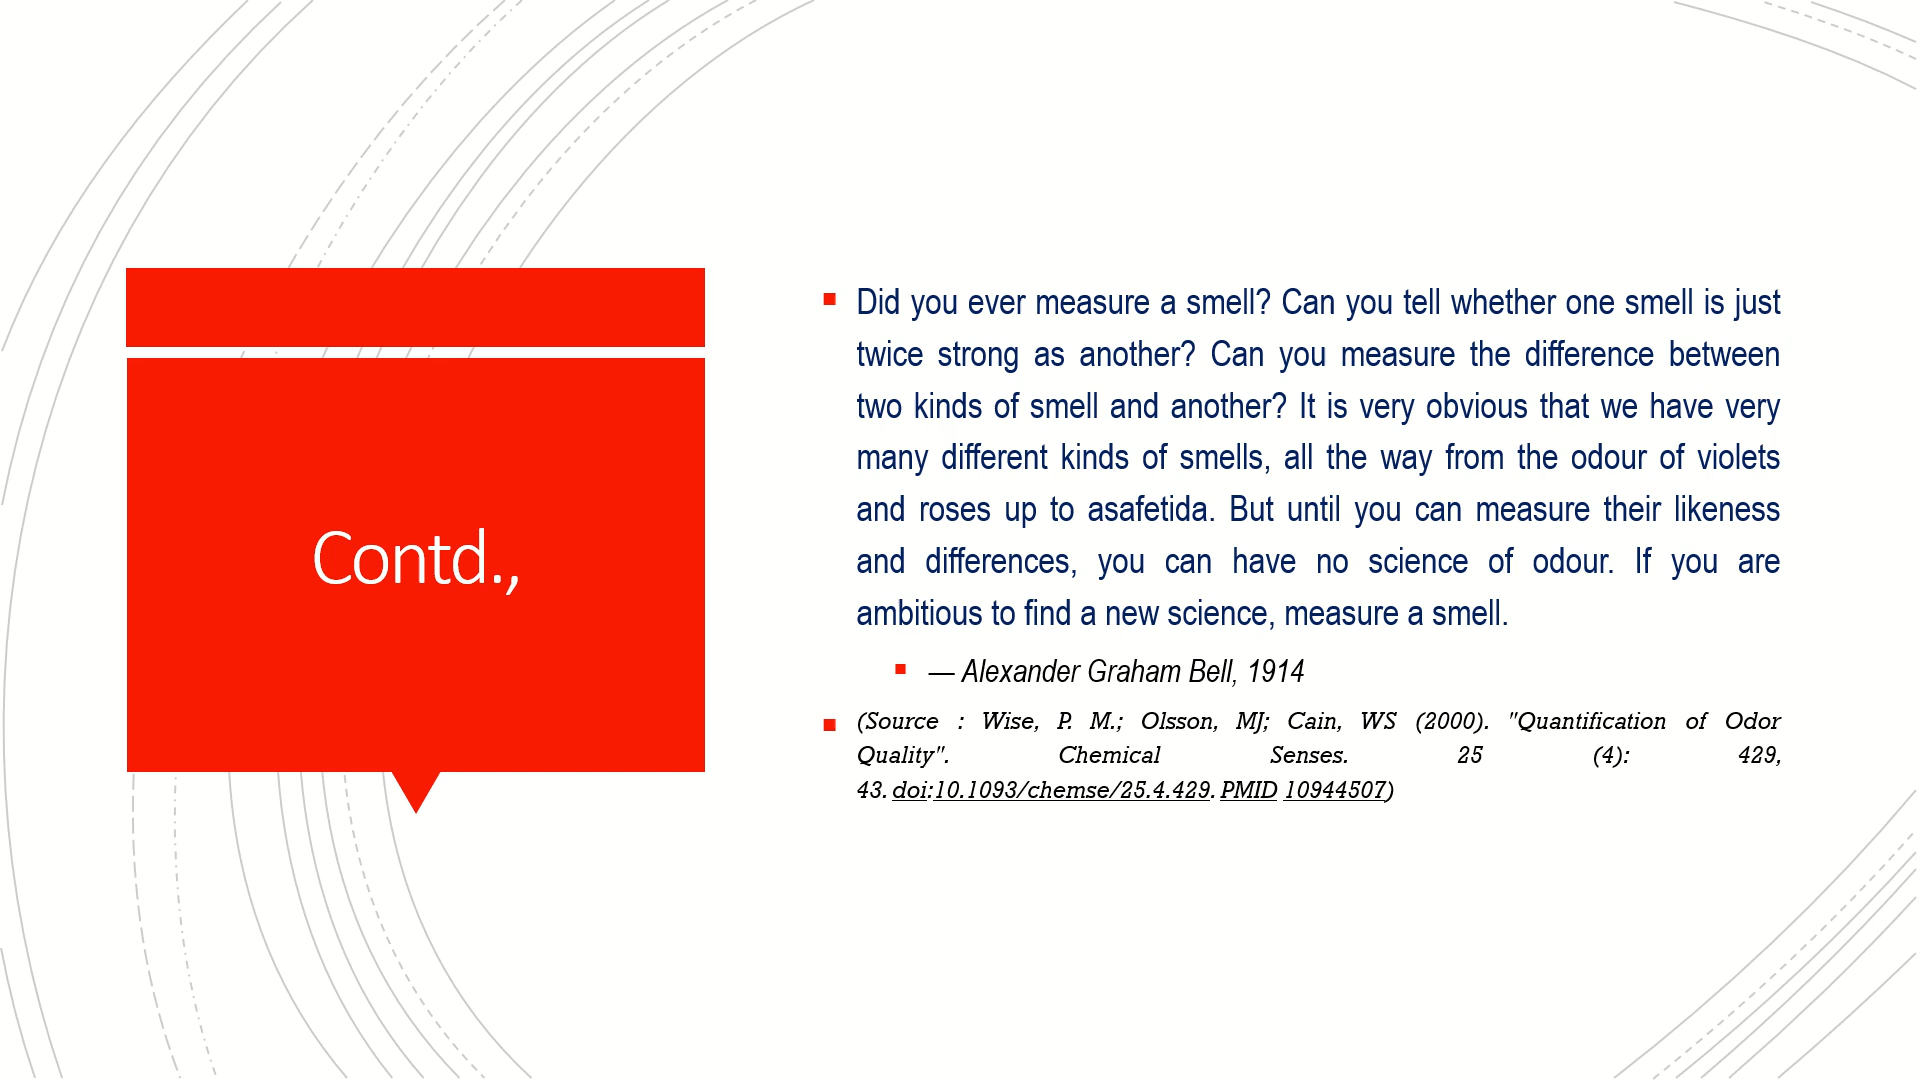 Contd.,
Did you ever measure a smell? Can you tell whether one smell is just
twice strong as another? Can you measure the difference between
two kinds of smell and another? It is very obvious that we have very
many different kinds of smells, all the way from the odour of violets
and roses up to asafetida. But until you can measure their likeness
and differences, you can have no science of odour. If you are
ambitious to find a new science, measure a smell.
— Alexander Graham Bell, 1914
(Source : Wise, P. M.; Olsson, MJ; Cain, WS (2000). "Quantification of Odor
Quality". Chemical Senses. 25 (4): 429,
43. doi:10.1093/chemse/25.4.429. PMID 10944507)